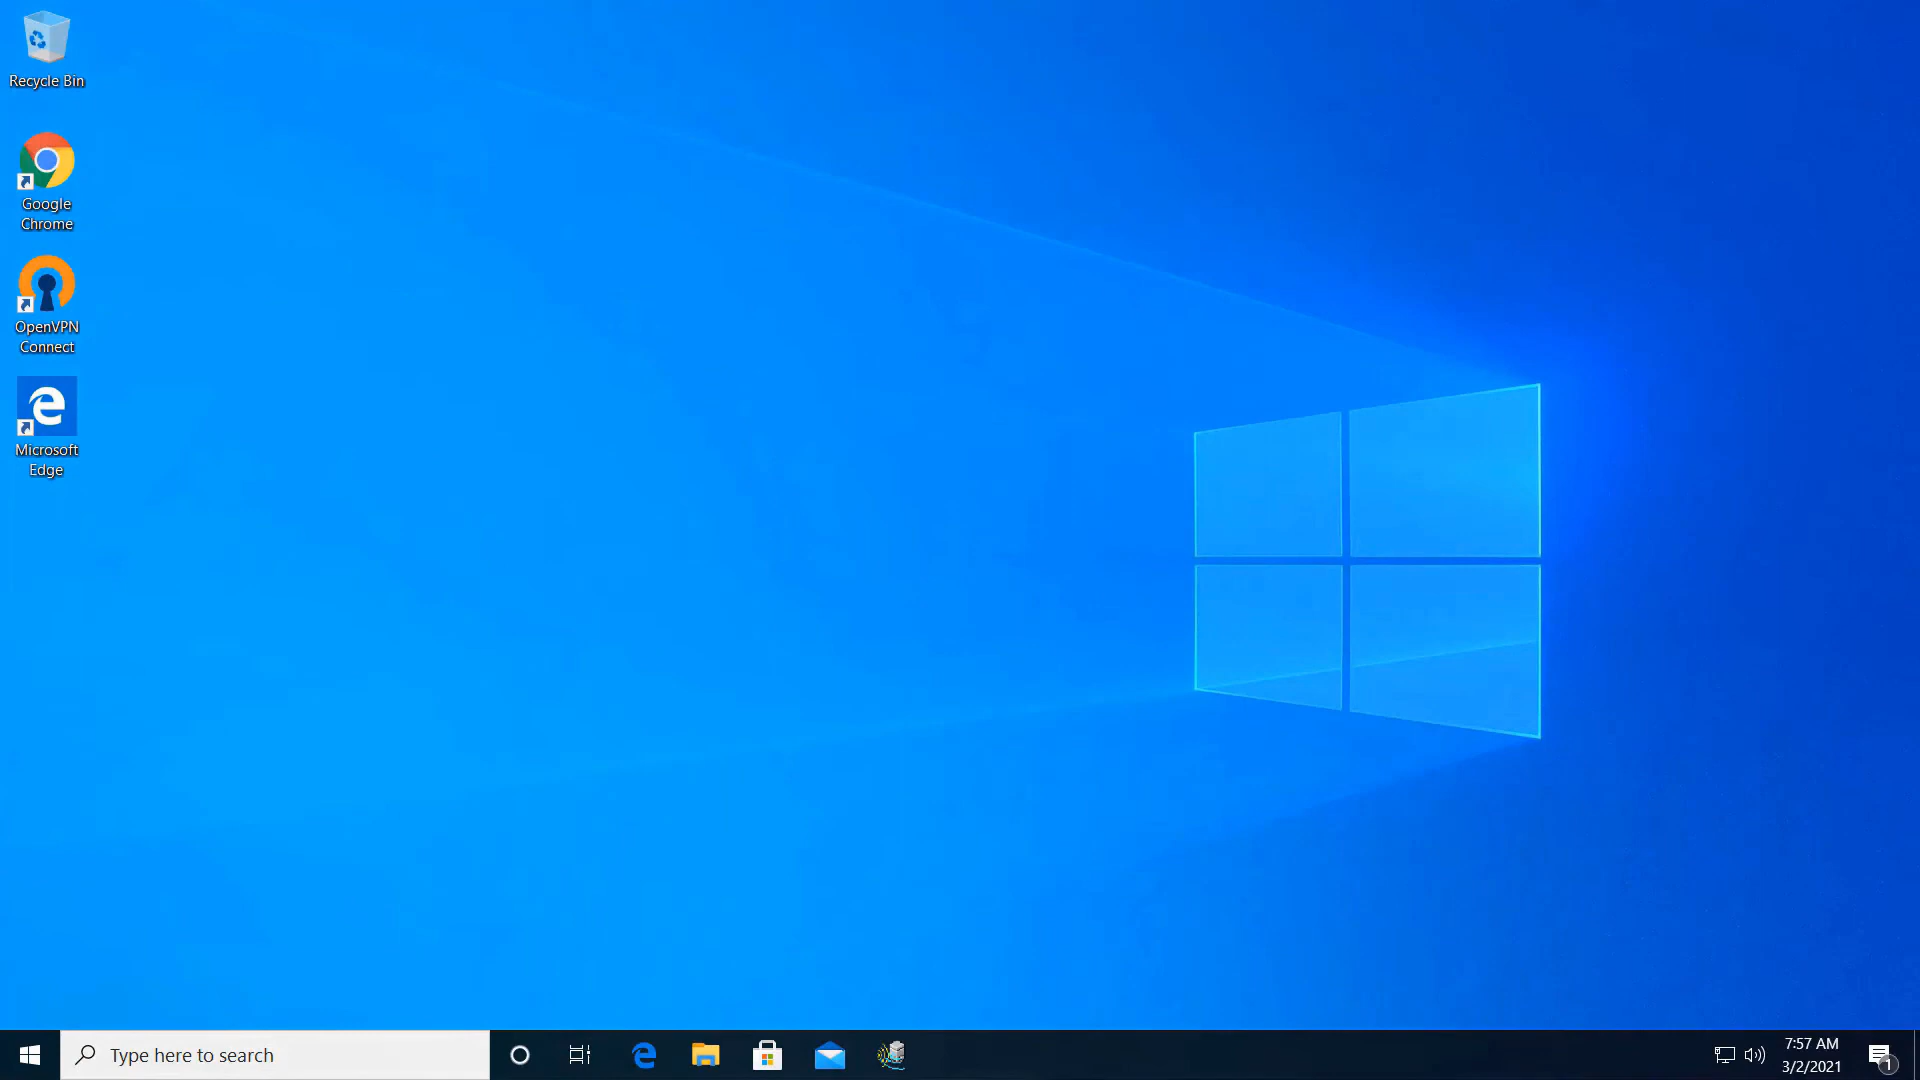 Recycle Bin
Google
Chrome
OpenVPN
Connect
Microsoft
Edge
Type here to search
7:57 AM
3/2/2021
1